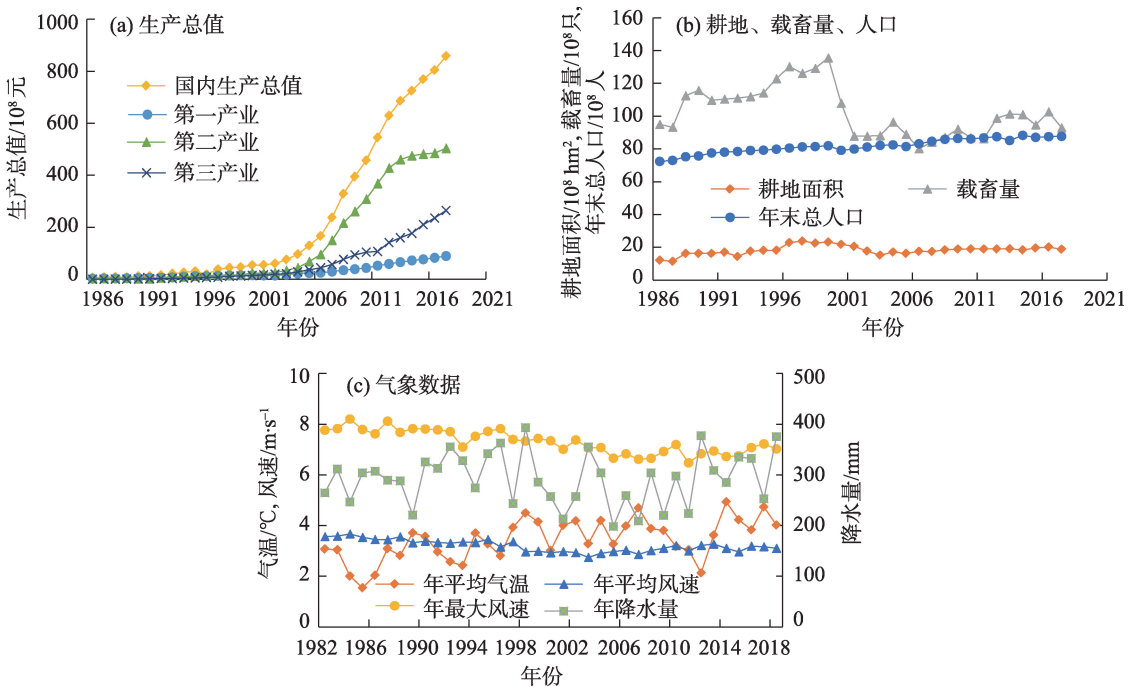 (a) 生产总值
生产总值/10⁸元
1000
800
600
400
200
0
国内生产总值
第一产业
第二产业
第三产业
1986 1991 1996 2001 2006 2011 2016 2021
年份
(b) 耕地、载畜量、人口
耕地面积/10⁸ hm², 载畜量/10⁸只,
年末总人口/10⁸人
160
140
120
100
80
60
40
20
0
耕地面积 载畜量
年末总人口
1986 1991 1996 2001 2006 2011 2016 2021
年份
(c) 气象数据
气温/℃, 风速/m·s⁻¹
10
8
6
4
2
0
500
400
300
200
100
0
降水量/mm
年平均气温 年平均风速
年最大风速 年降水量
1982 1986 1990 1994 1998 2002 2006 2010 2014 2018
年份